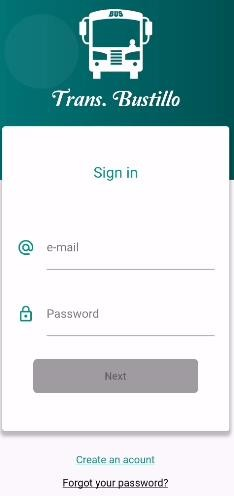 BUS
Trans. Bustillo
Sign in
e-mail
Password
Next
Create an acount
Forgot your password?